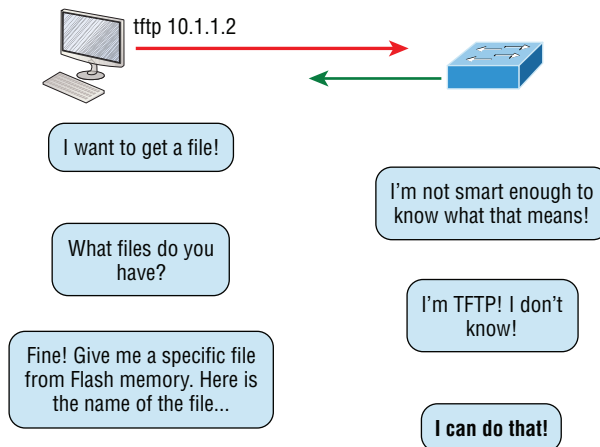 tftp 10.1.1.2
I want to get a file!
I’m not smart enough to
know what that means!
What files do you
have?
I’m TFTP! I don’t
know!
Fine! Give me a specific file
from Flash memory. Here is
the name of the file...
I can do that!